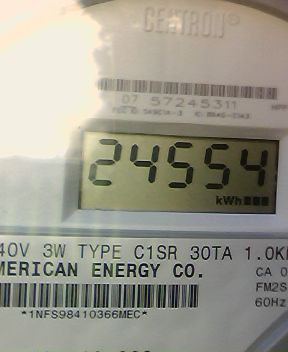 CENTRON®
07 57245311
24554
kWh
40V 3W TYPE C1SR 30TA 1.0K
MERICAN ENERGY CO.
CA 0
FM2S
60Hz
*1NFS98410366MEC*